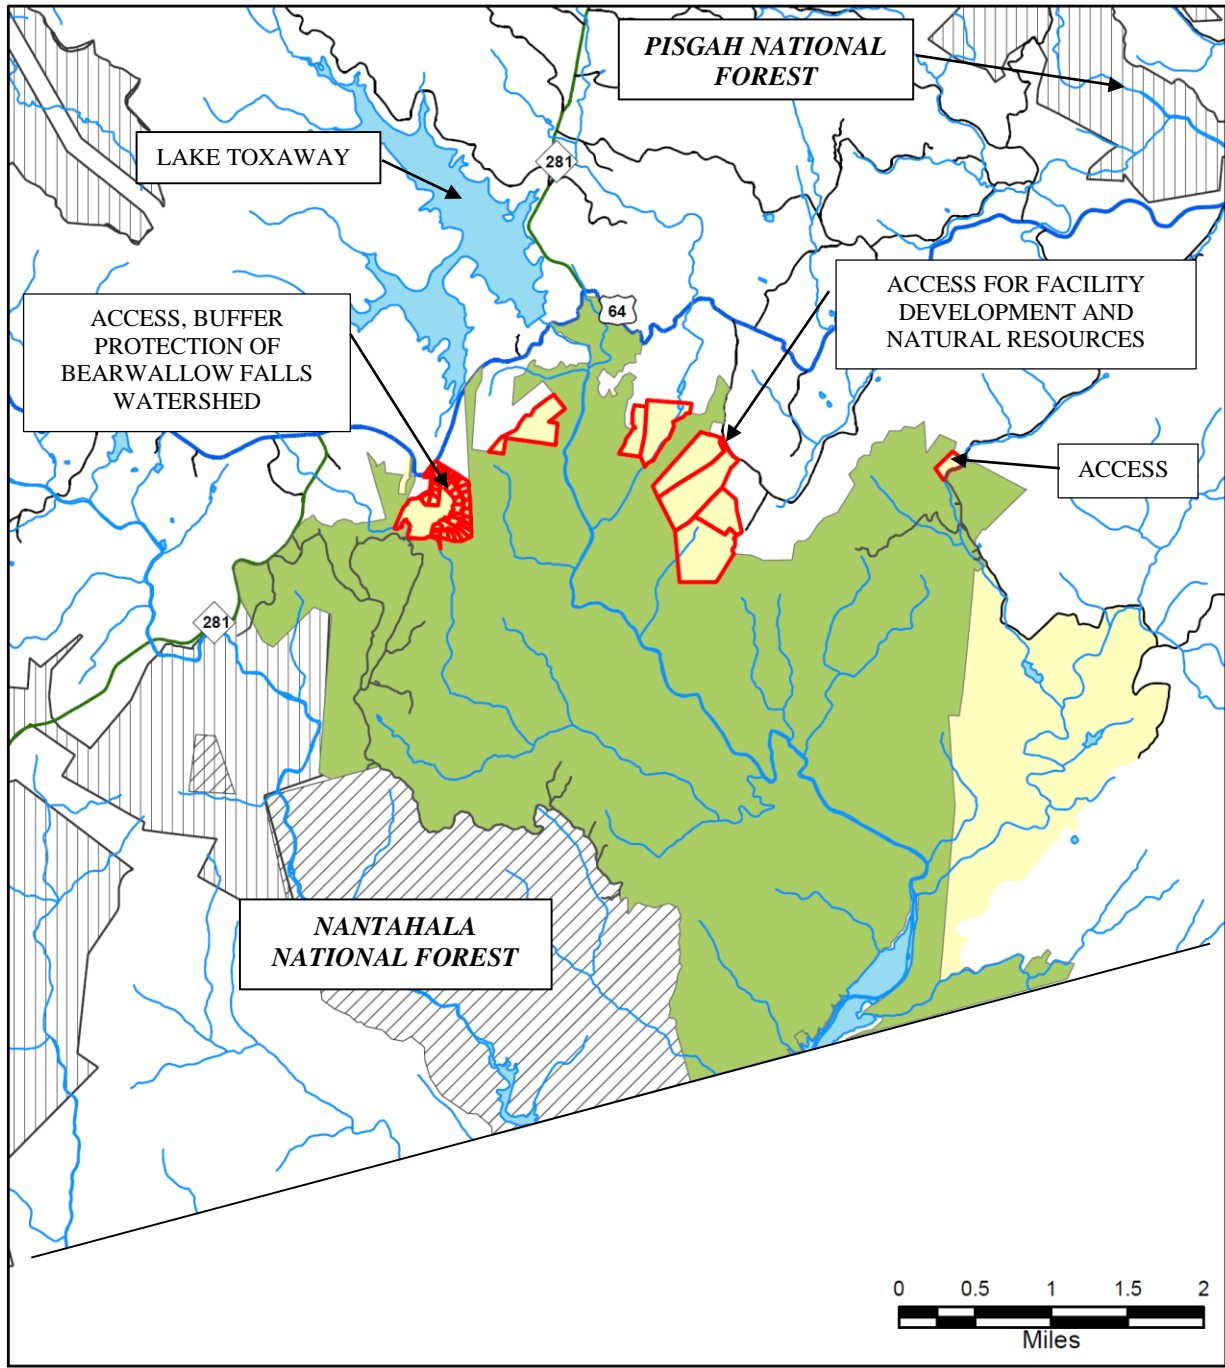 PISGAH NATIONAL
FOREST
LAKE TOXAWAY
281
ACCESS FOR FACILITY
DEVELOPMENT AND
NATURAL RESOURCES
64
ACCESS, BUFFER
PROTECTION OF
BEARWALLOW FALLS
WATERSHED
ACCESS
281
NANTAHALA
NATIONAL FOREST
0 0.5 1 1.5 2
Miles